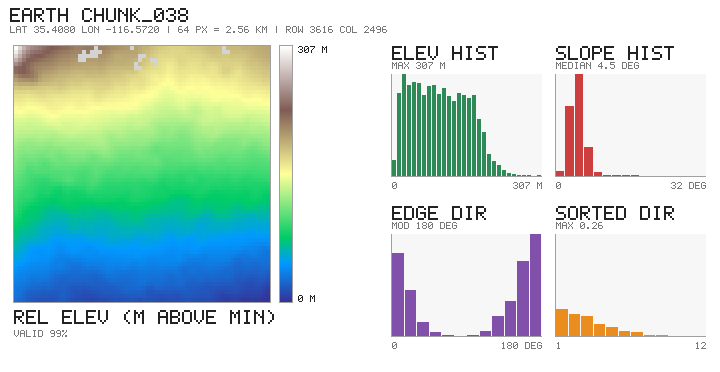 EARTH CHUNK_038
LAT 35.4080 LON -116.5720 | 64 PX = 2.56 KM | ROW 3616 COL 2496
307 M
0 M
REL ELEV (M ABOVE MIN)
VALID 99%
ELEV HIST
MAX 307 M
0 307 M
SLOPE HIST
MEDIAN 4.5 DEG
0 32 DEG
EDGE DIR
MOD 180 DEG
0 180 DEG
SORTED DIR
MAX 0.26
1 12